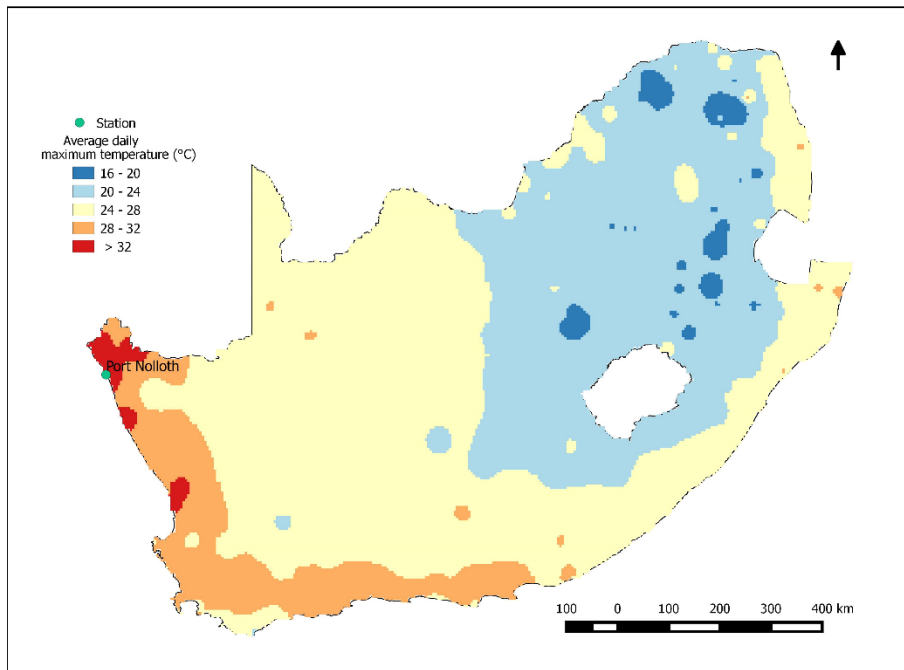 Station
Average daily
maximum temperature (°C)
16 - 20
20 - 24
24 - 28
28 - 32
> 32
Port Nolloth
100 0 100 200 300 400 km